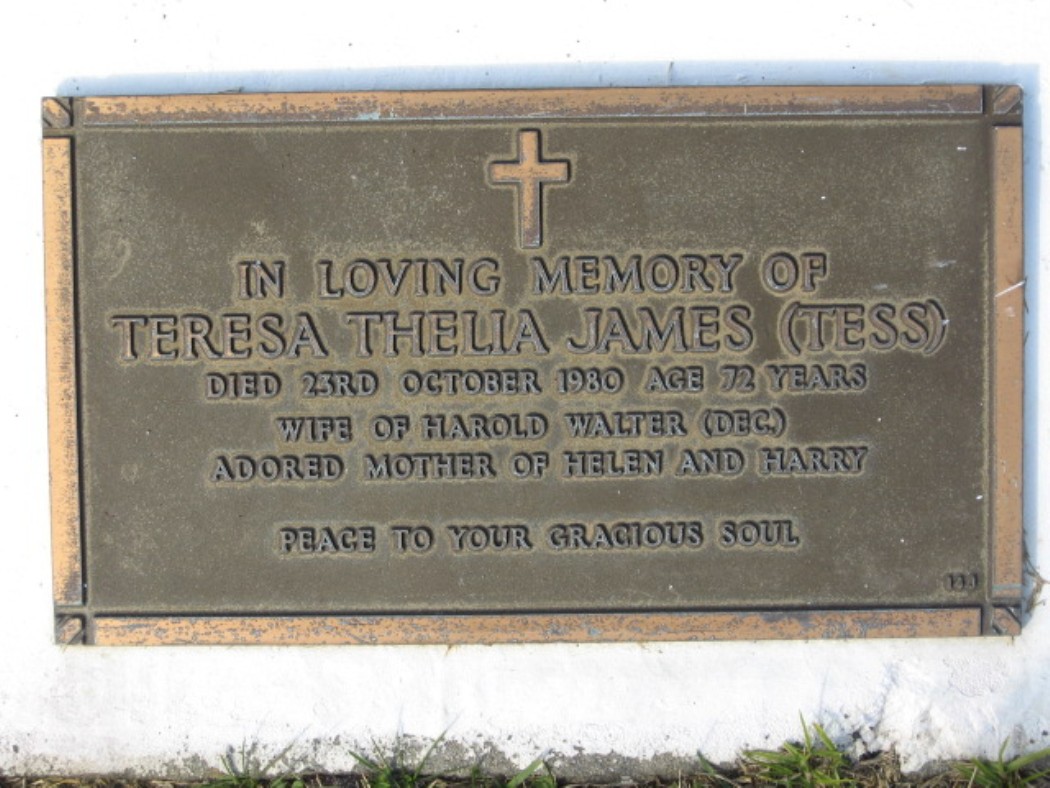 IN LOVING MEMORY OF
TERESA THELIA JAMES (TESS)
DIED 23RD OCTOBER 1980 AGE 72 YEARS
WIFE OF HAROLD WALTER (DEC.)
ADORED MOTHER OF HELEN AND HARRY
PEACE TO YOUR GRACIOUS SOUL